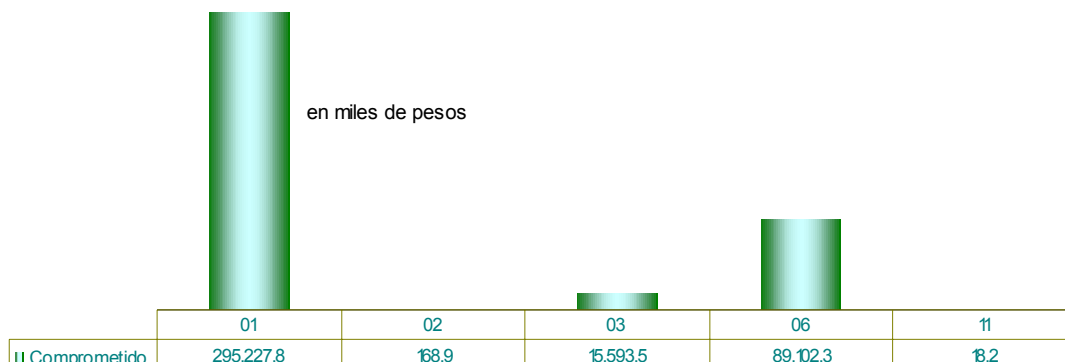 en miles de pesos
01 02 03 06 11
Comprometido 295.227.8 168.9 15.593.5 89.102.3 18.2